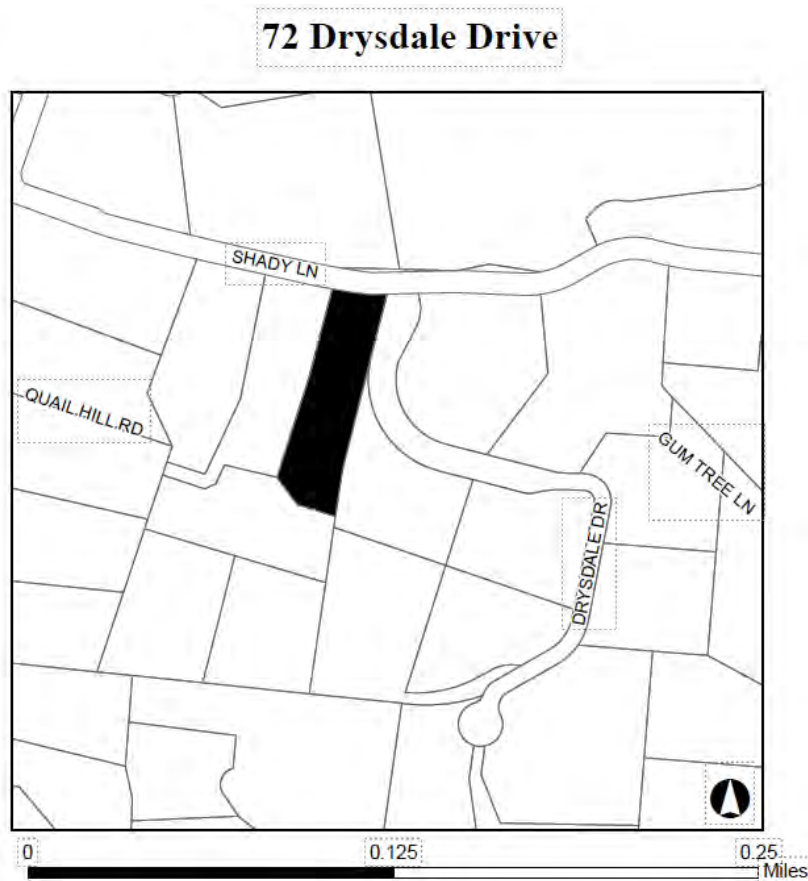 72 Drysdale Drive
SHADY LN
QUAIL.HILL.RD
GUM TREE LN
DRYSDALE DR
0 0.125 0.25
Miles